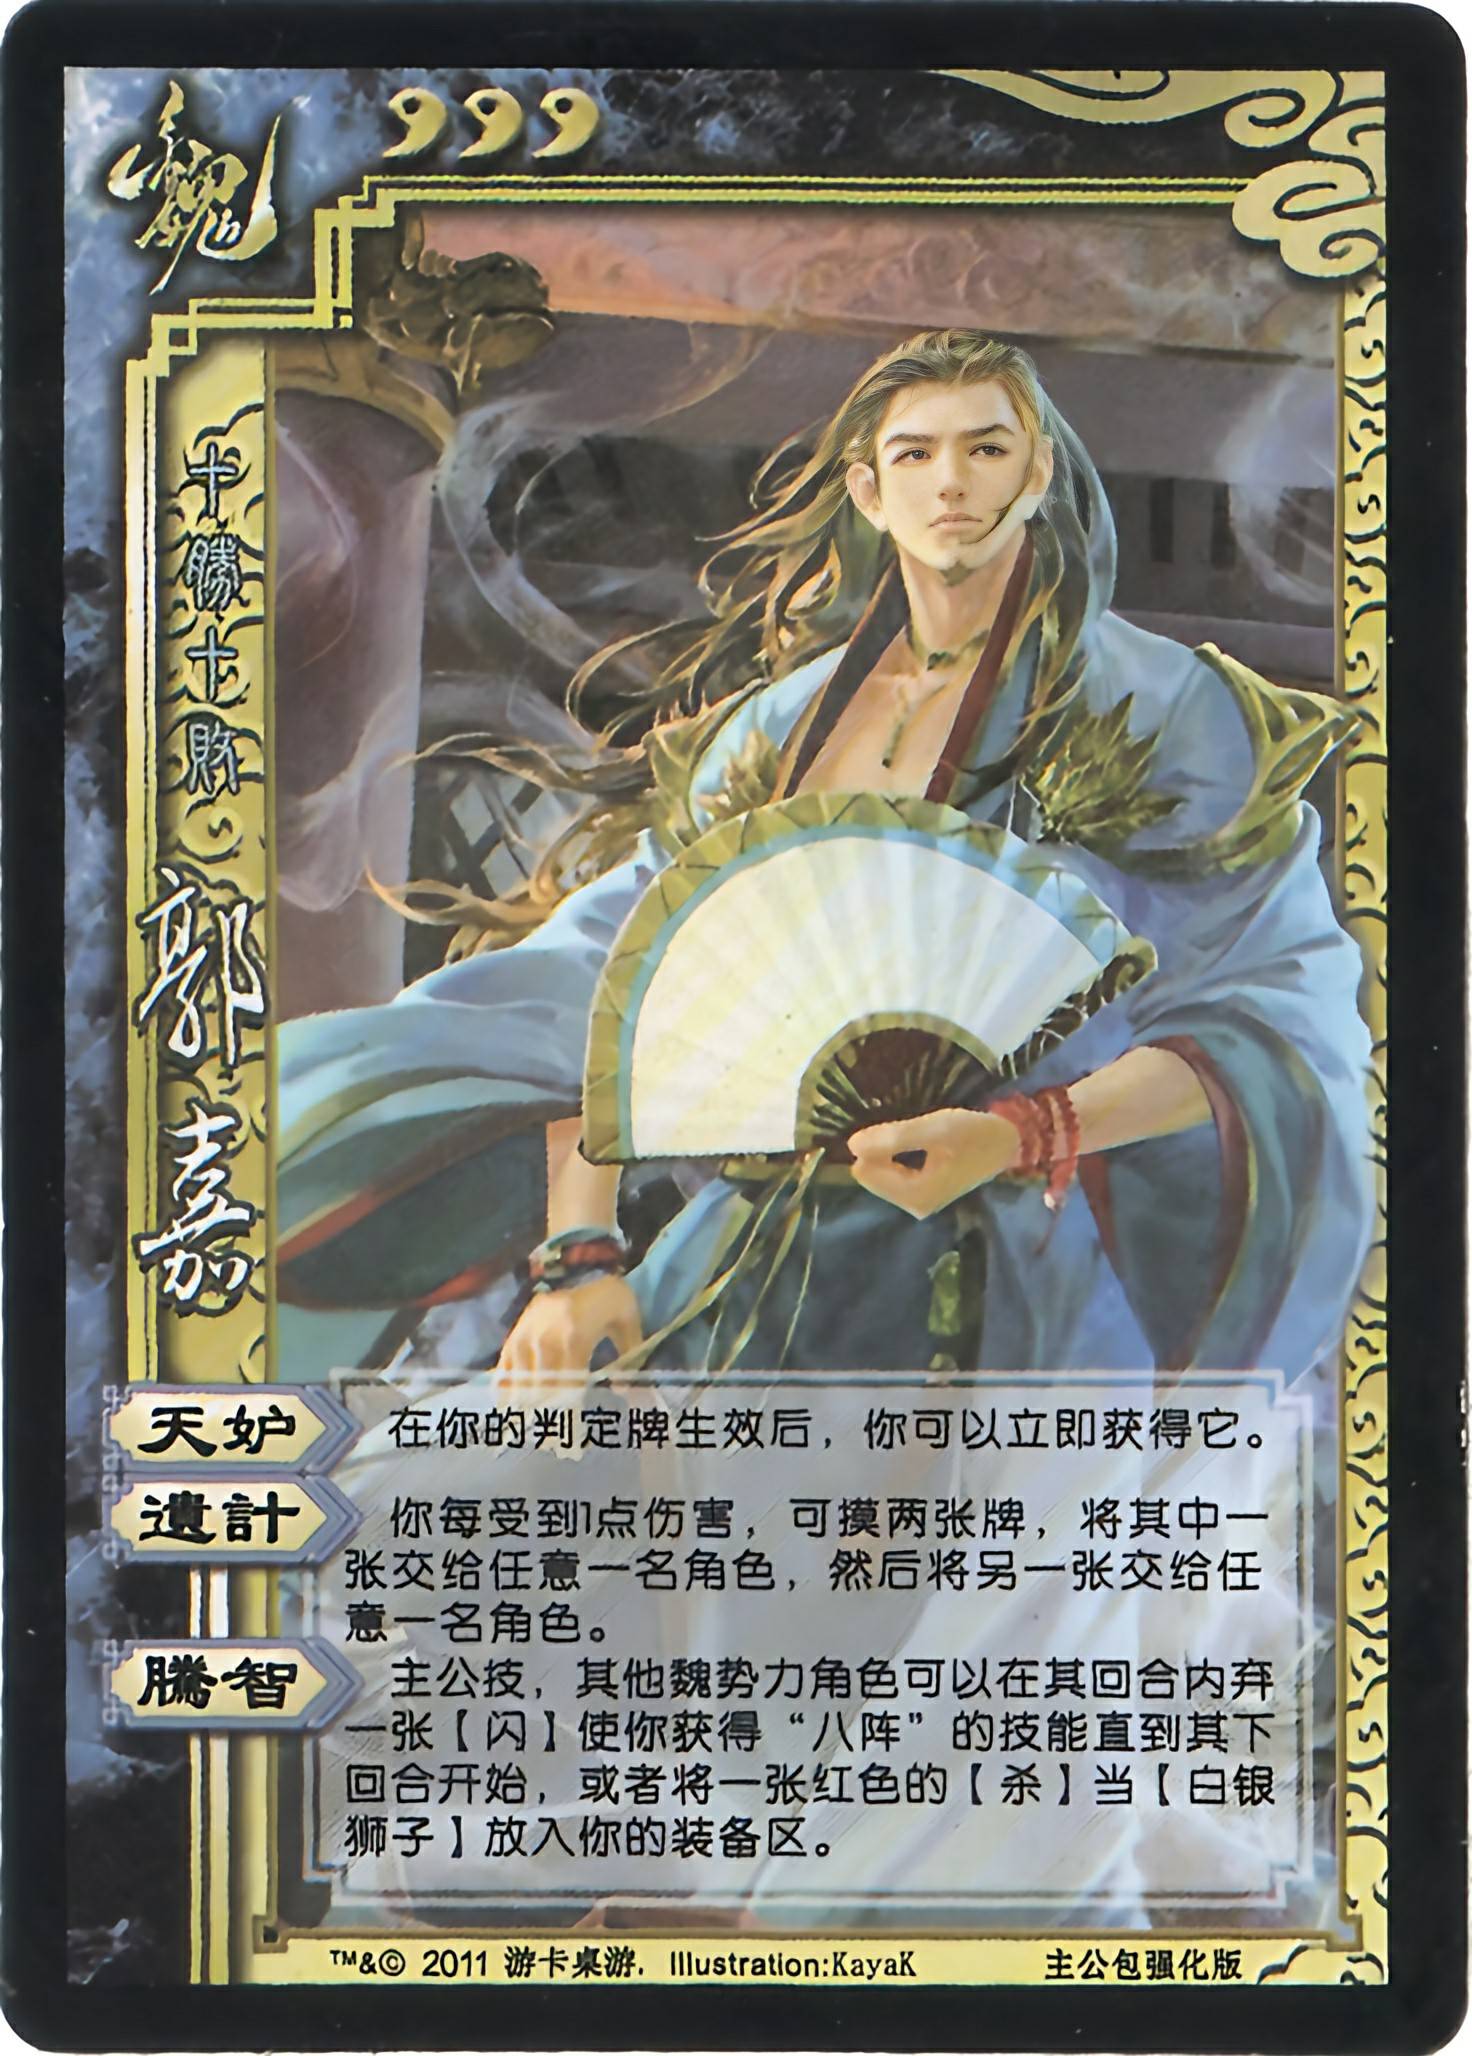 魏
十勝十敗
郭嘉
天妒
在你的判定牌生效后，你可以立即获得它。
遺計
你每受到1点伤害，可摸两张牌，将其中一
张交给任意一名角色，然后将另一张交给任
意一名角色。
騰智
主公技，其他魏势力角色可以在其回合内弃
一张【闪】使你获得“八阵”的技能直到其下
回合开始，或者将一张红色的【杀】当【白银
狮子】放入你的装备区。
™&© 2011 游卡桌游. Illustration:KayaK
主公包强化版